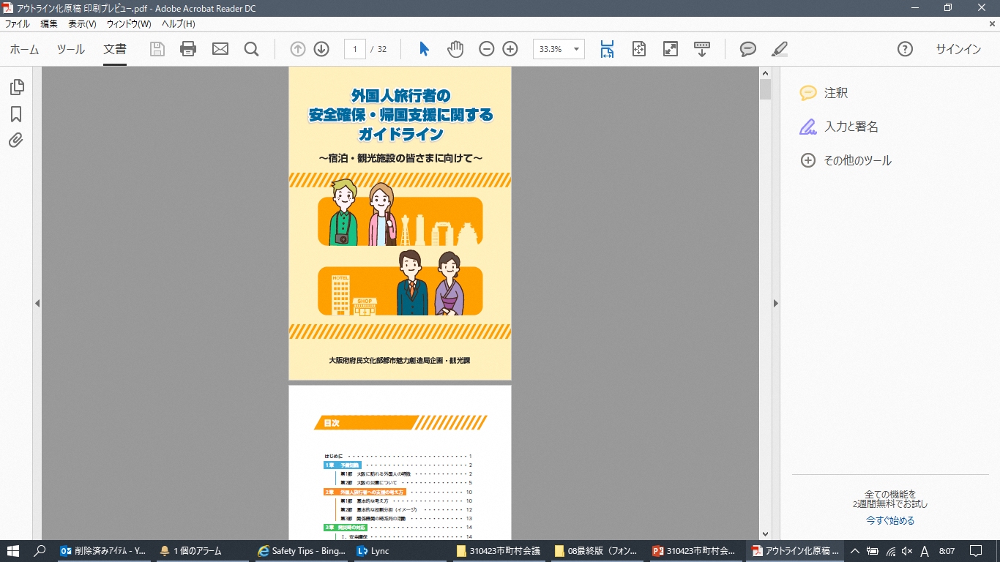 アウトライン化原稿 印刷プレビュー.pdf - Adobe Acrobat Reader DC
ファイル 編集 表示(V) ウィンドウ(W) ヘルプ(H)
ホーム ツール 文書 1 / 32 33.3% サインイン
外国人旅行者の
安全確保・帰国支援に関する
ガイドライン
～宿泊・観光施設の皆さまに向けて～
HOTEL
SHOP
大阪府府民文化部都市魅力創造局企画・観光課
目次
はじめに ・・・・・・・・・・・・・・・・・・・・・・・・・・・ 1
1章 予備知識 ・・・・・・・・・・・・・・・・・・・・・・・ 2
第1節 大阪に訪れる外国人の特徴 ・・・・・・・・・・・・ 2
第2節 大阪の災害について ・・・・・・・・・・・・・・・ 5
2章 外国人旅行者への支援の考え方 ・・・・・・・・・・・・・ 10
第1節 基本的な考え方 ・・・・・・・・・・・・・・・・・ 10
第2節 基本的な役割分担（イメージ） ・・・・・・・・・・ 12
第3節 関係機関の時系列の活動 ・・・・・・・・・・・・・ 13
3章 発災時の対応 ・・・・・・・・・・・・・・・・・・・・・ 14
Ⅰ．安全確保 ・・・・・・・・・・・・・・・・・・・・・ 14
注釈
入力と署名
その他のツール
全ての機能を
2週間無料でお試し
今すぐ始める
削除済みアイテム - Y... 1 個のアラーム Safety Tips - Bing... Lync 310423市町村会議 08最終版（フォン... 310423市町村会... アウトライン化原稿 ... A 8:07